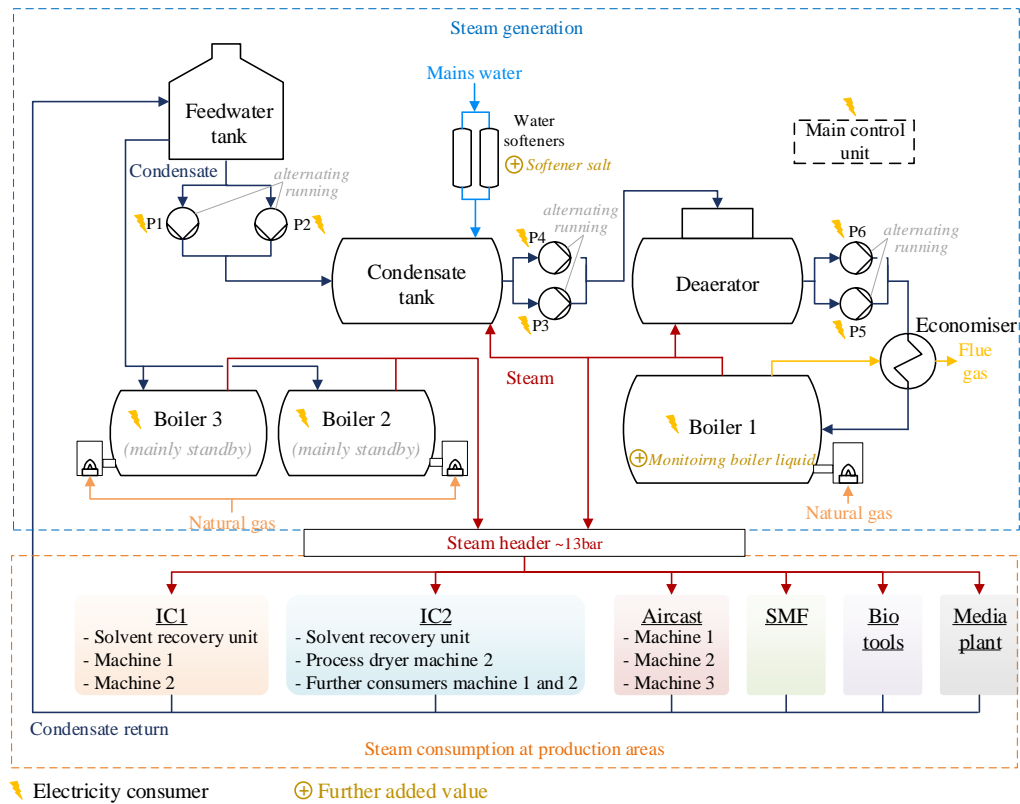 Steam generation
Mains water
Feedwater
tank
Water
softeners
Softener salt
Main control
unit
Condensate
alternating
running
P1
P2
alternating
running
P4
P3
Condensate
tank
Deaerator
alternating
running
P6
P5
Economiser
Flue
gas
Steam
Boiler 3
(mainly standby)
Boiler 2
(mainly standby)
Boiler 1
Monitoirng boiler liquid
Natural gas
Natural gas
Steam header ~13bar
IC1
- Solvent recovery unit
- Machine 1
- Machine 2
IC2
- Solvent recovery unit
- Process dryer machine 2
- Further consumers machine 1 and 2
Aircast
- Machine 1
- Machine 2
- Machine 3
SMF
Bio
tools
Media
plant
Condensate return
Steam consumption at production areas
Electricity consumer
Further added value